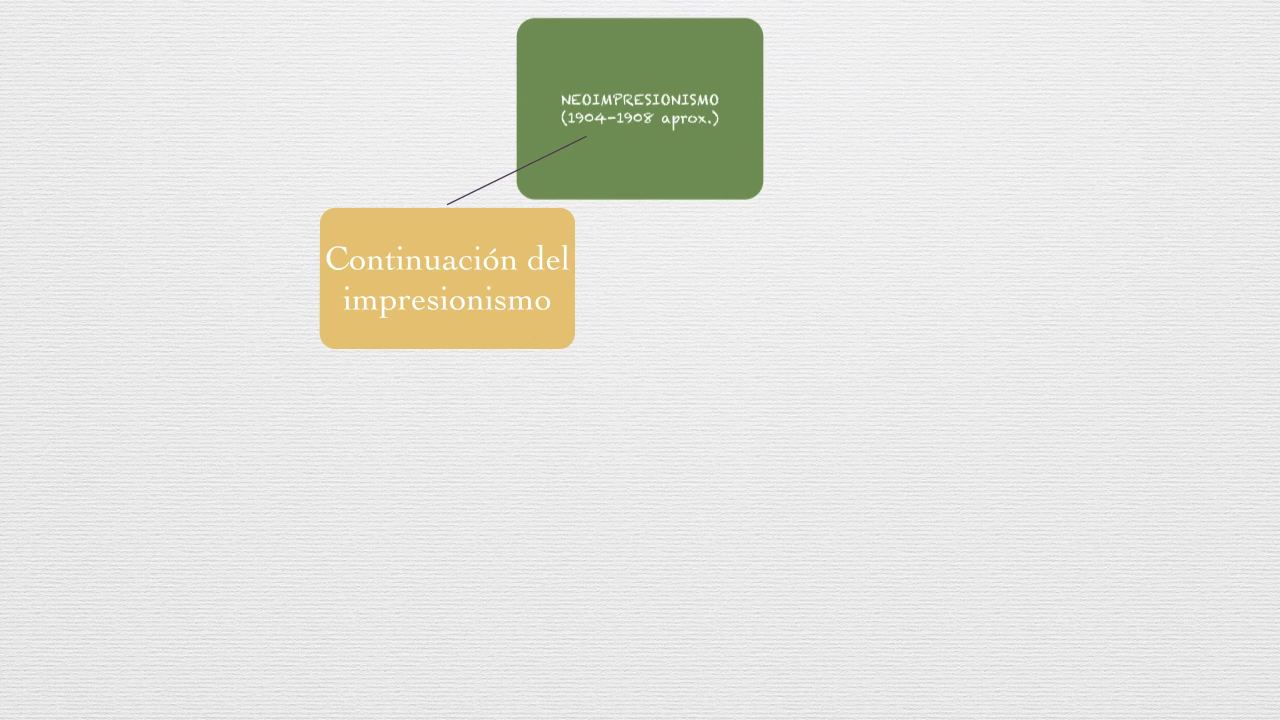 NEOIMPRESIONISMO
(1904-1908 aprox.)
Continuación del
impresionismo